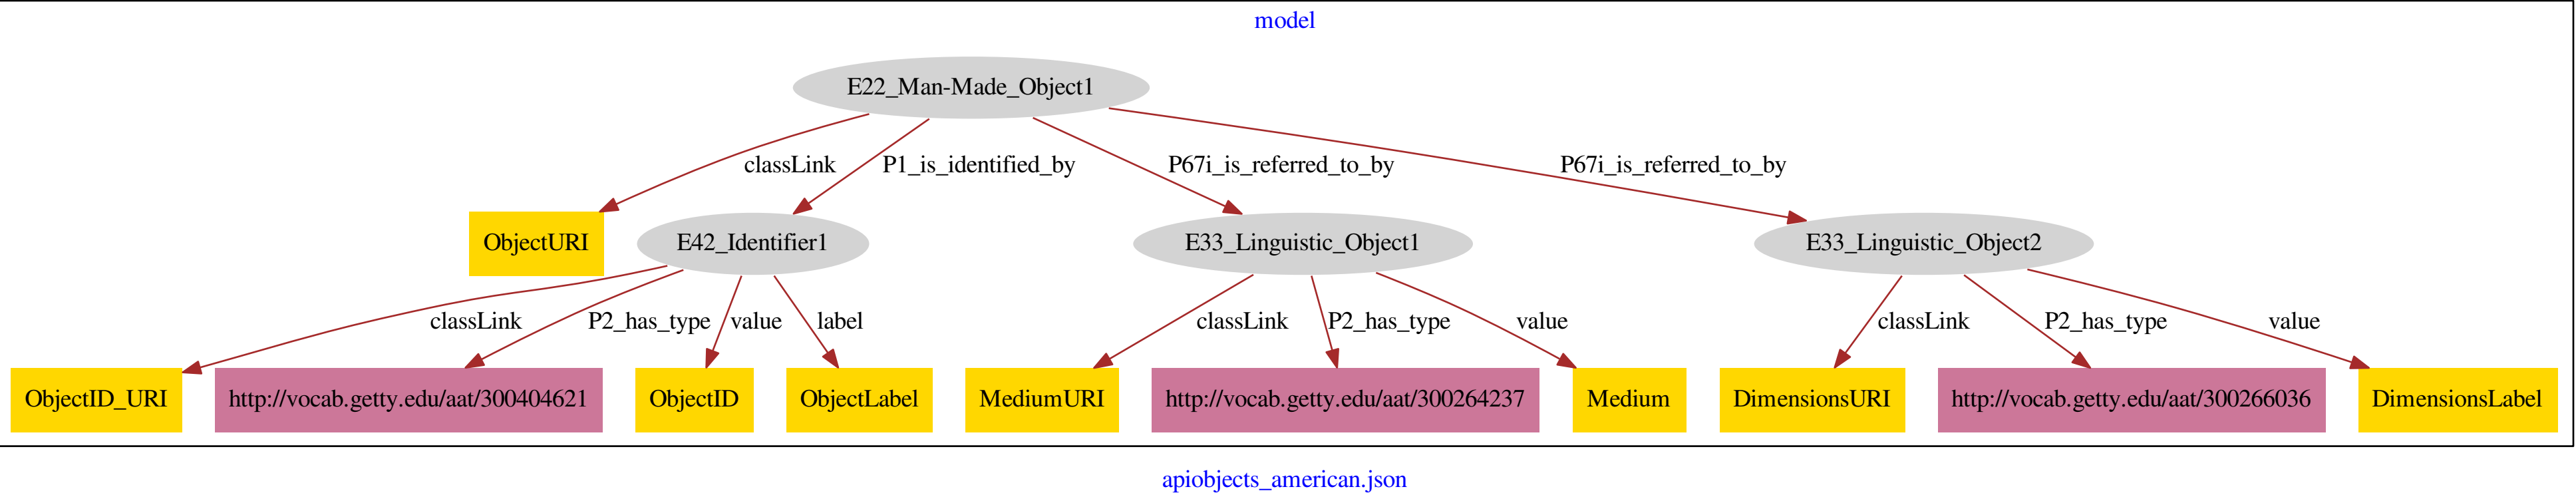 model
E22_Man-Made_Object1
classLink
P1_is_identified_by
P67i_is_referred_to_by
P67i_is_referred_to_by
ObjectURI
E42_Identifier1
E33_Linguistic_Object1
E33_Linguistic_Object2
classLink
P2_has_type
value
label
classLink
P2_has_type
value
classLink
P2_has_type
value
ObjectID_URI
http://vocab.getty.edu/aat/300404621
ObjectID
ObjectLabel
MediumURI
http://vocab.getty.edu/aat/300264237
Medium
DimensionsURI
http://vocab.getty.edu/aat/300266036
DimensionsLabel
apiobjects_american.json